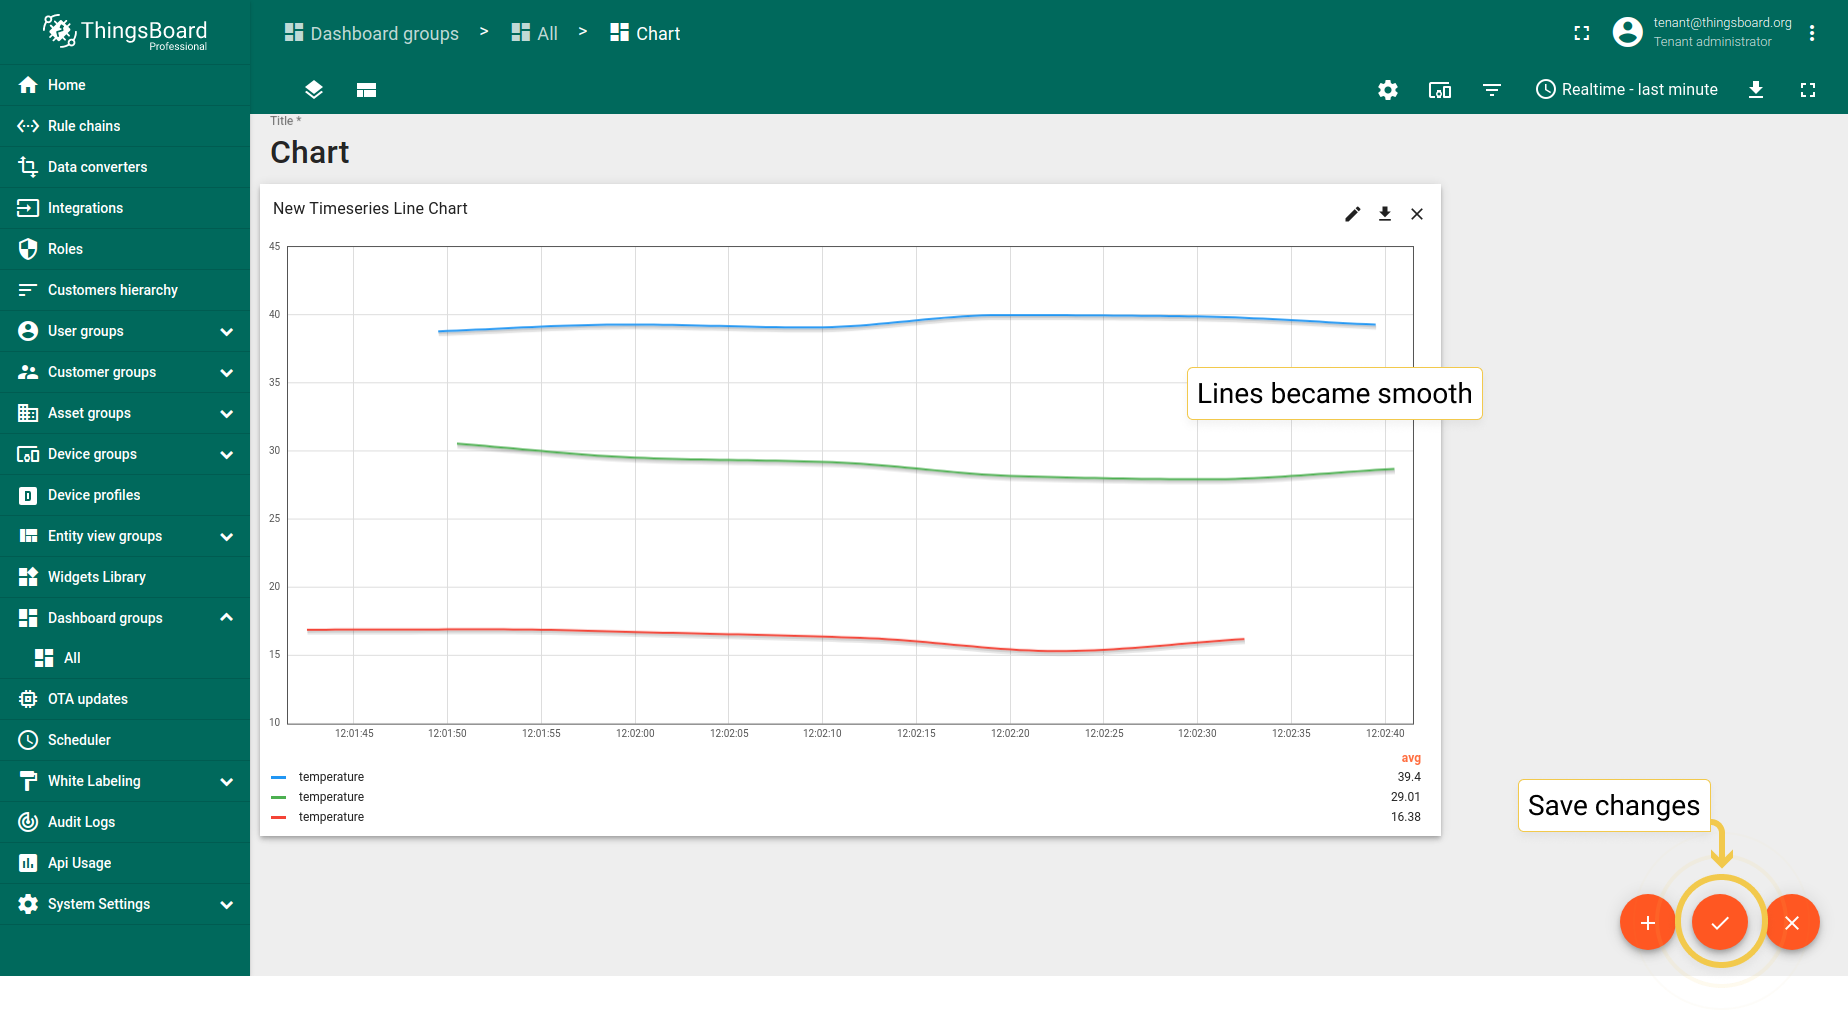 ThingsBoard
Professional
Dashboard groups > All > Chart
tenant@thingsboard.org
Tenant administrator
Realtime - last minute
Home
Rule chains
Data converters
Integrations
Roles
Customers hierarchy
User groups
Customer groups
Asset groups
Device groups
Device profiles
Entity view groups
Widgets Library
Dashboard groups
All
OTA updates
Scheduler
White Labeling
Audit Logs
Api Usage
System Settings
Title *
Chart
New Timeseries Line Chart
45
40
35
30
25
20
15
10
12:01:45 12:01:50 12:01:55 12:02:00 12:02:05 12:02:10 12:02:15 12:02:20 12:02:25 12:02:30 12:02:35 12:02:40
avg
temperature 39.4
temperature 29.01
temperature 16.38
Lines became smooth
Save changes